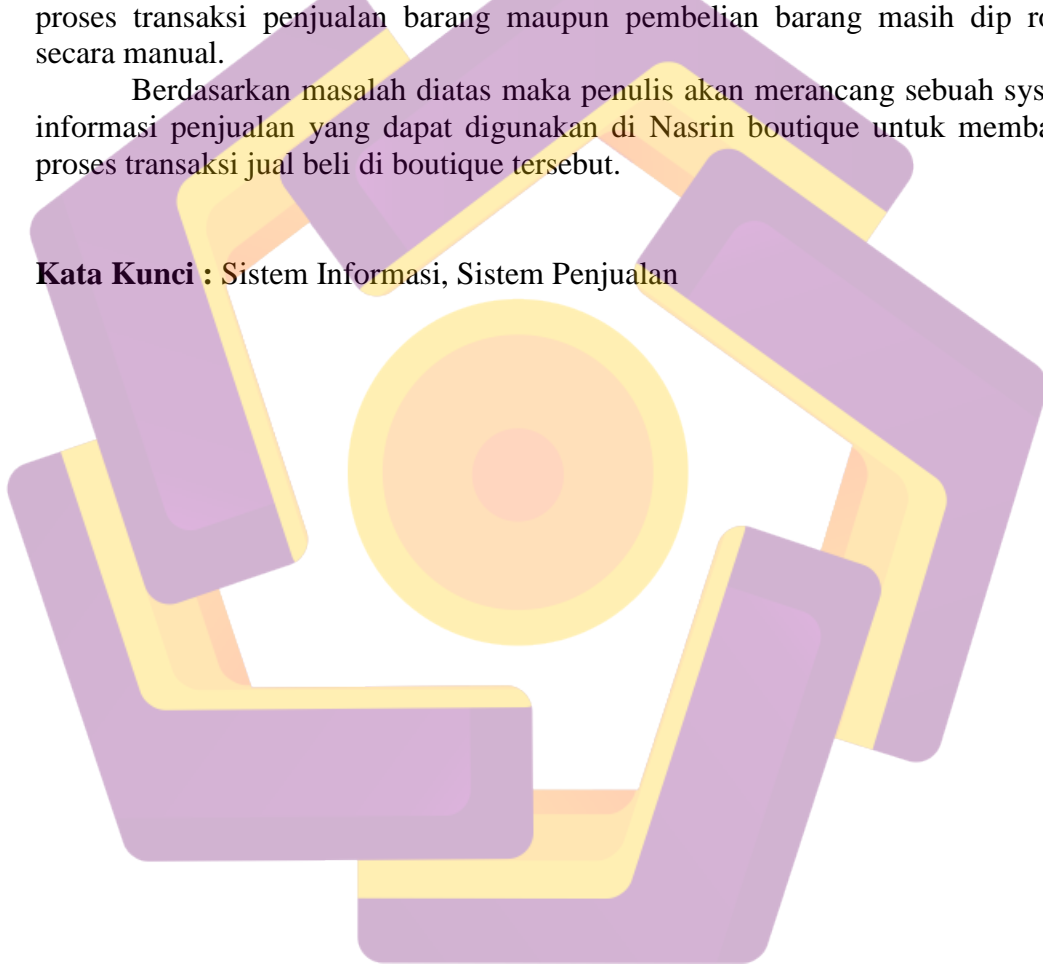 proses transaksi penjualan barang maupun pembelian barang masih dip ro
secara manual.
Berdasarkan masalah diatas maka penulis akan merancang sebuah sys
informasi penjualan yang dapat digunakan di Nasrin boutique untuk memba
proses transaksi jual beli di boutique tersebut.
Kata Kunci : Sistem Informasi, Sistem Penjualan